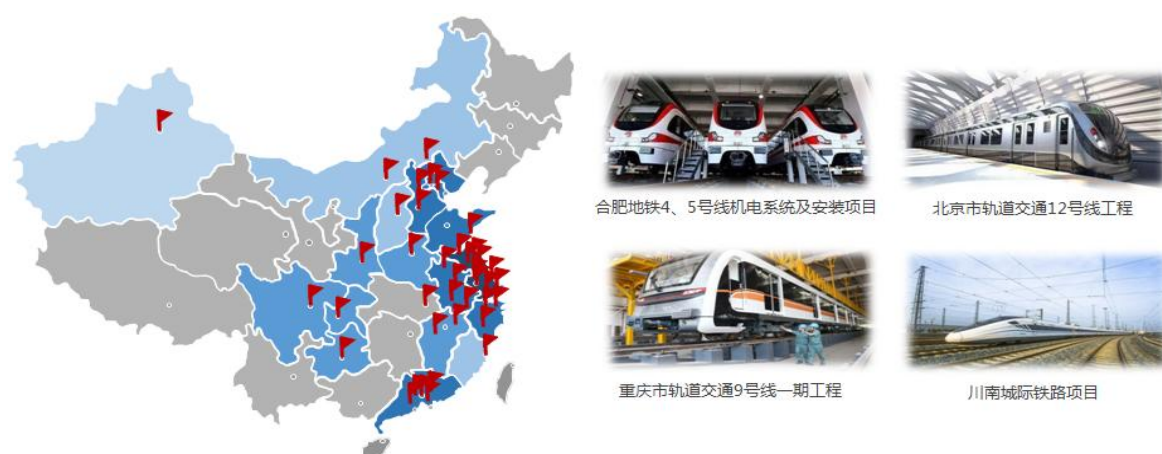 合肥地铁4、5号线机电系统及安装项目
北京市轨道交通12号线工程
重庆市轨道交通9号线一期工程
川南城际铁路项目